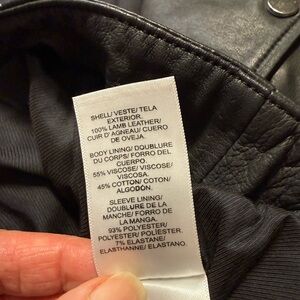 SHELL/ VESTE/ TELA
EXTERIOR.
100% LAMB LEATHER/
CUIR D'AGNEAU/ CUERO
DE OVEJA.
BODY LINING/ DOUBLURE
DU CORPS/ FORRO DEL
CUERPO.
55% VISCOSE/ VISCOSE/
VISCOSA.
45% COTTON/ COTON/
ALGODÓN.
SLEEVE LINING/
DOUBLURE DE LA
MANCHE/ FORRO DE
LA MANGA.
93% POLYESTER/
POLYESTER/ POLIÉSTER.
7% ELASTANE/
ELASTHANNE/ ELASTANO.